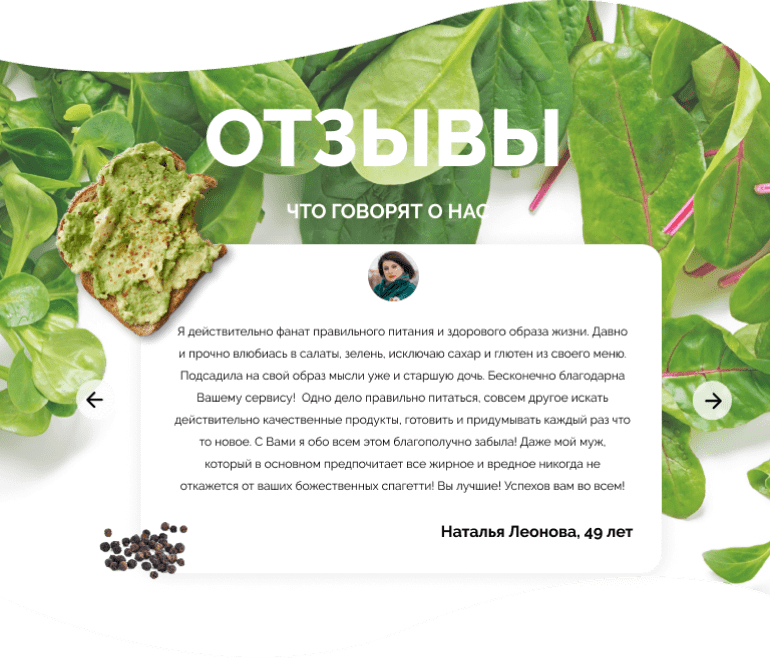 ОТЗЫВЫ
ЧТО ГОВОРЯТ О НАС
Я действительно фанат правильного питания и здорового образа жизни. Давно
и прочно влюбиась в салаты, зелень, исключаю сахар и глютен из своего меню.
Подсадила на свой образ мысли уже и старшую дочь. Бесконечно благодарна
Вашему сервису!  Одно дело правильно питаться, совсем другое искать
действительно качественные продукты, готовить и придумывать каждый раз что
то новое. С Вами я обо всем этом благополучно забыла! Даже мой муж,
который в основном предпочитает все жирное и вредное никогда не
откажется от ваших божественных спагетти! Вы лучшие! Успехов вам во всем!
Наталья Леонова, 49 лет